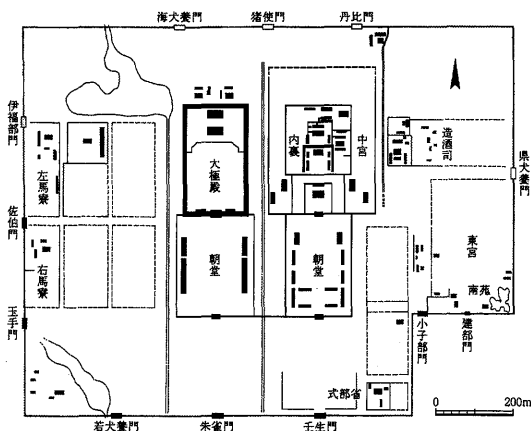 海犬養門
猪使門
丹比門
伊福部門
左馬寮
佐伯門
右馬寮
玉手門
大極殿
朝堂
内裏
中宮
朝堂
造酒司
県犬養門
東宮
南苑
小子部門
建部門
式部省
若犬養門
朱雀門
壬生門
0
200m